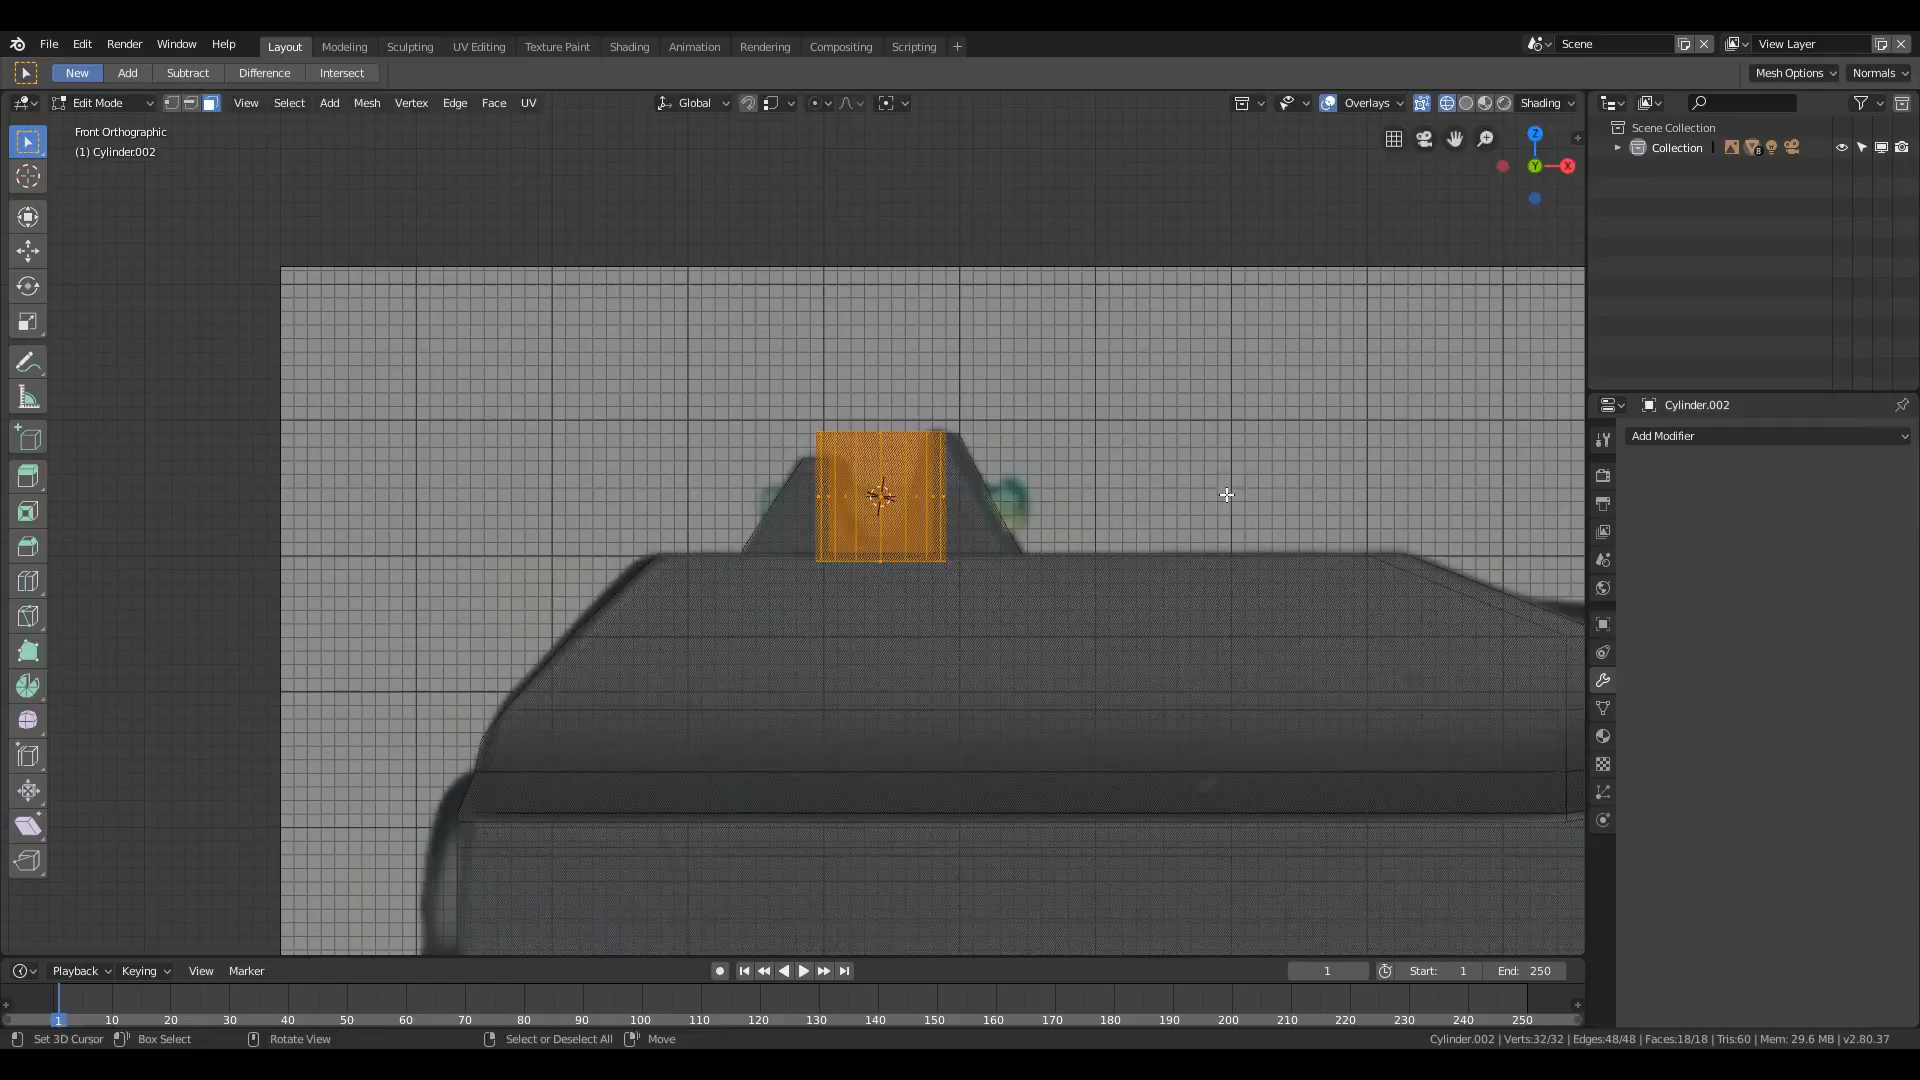 File Edit Render Window Help Layout Modeling Sculpting UV Editing Texture Paint Shading Animation Rendering Compositing Scripting + Scene View Layer
New Add Subtract Difference Intersect Mesh Options Normals
Edit Mode View Select Add Mesh Vertex Edge Face UV Global Overlays Shading
Front Orthographic
(1) Cylinder.002
Z
Y
X
Scene Collection
Collection 8
Cylinder.002
Add Modifier
Playback Keying View Marker 1 Start: 1 End: 250
1 10 20 30 40 50 60 70 80 90 100 110 120 130 140 150 160 170 180 190 200 210 220 230 240 250
Set 3D Cursor Box Select Rotate View Select or Deselect All Move Cylinder.002 | Verts:32/32 | Edges:48/48 | Faces:18/18 | Tris:60 | Mem: 29.6 MB | v2.80.37